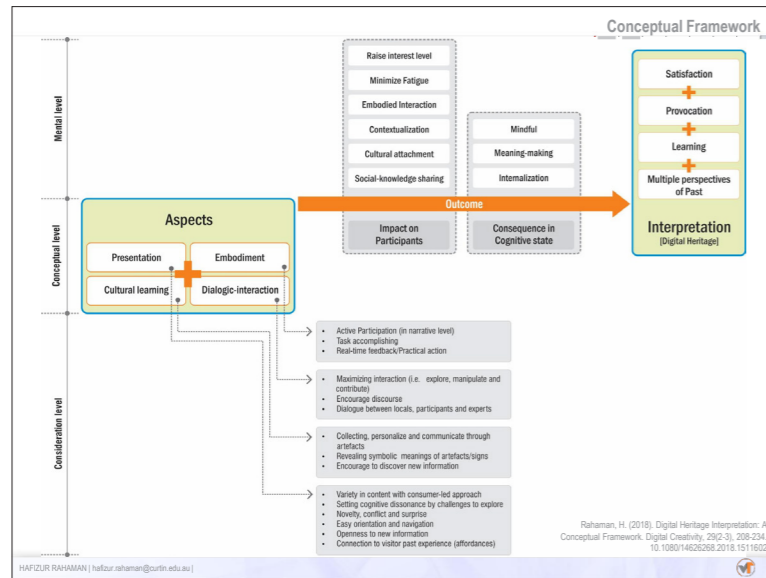 Conceptual Framework
Mental level
Conceptual level
Consideration level
Raise interest level
Minimize Fatigue
Embodied Interaction
Contextualization
Cultural attachment
Social-knowledge sharing
Impact on
Participants
Mindful
Meaning-making
Internalization
Consequence in
Cognitive state
Outcome
Satisfaction
Provocation
Learning
Multiple perspectives
of Past
Interpretation
[Digital Heritage]
Aspects
Presentation
Embodiment
Cultural learning
Dialogic-interaction
• Active Participation (in narrative level)
• Task accomplishing
• Real-time feedback/Practical action
• Maximizing interaction (i.e. explore, manipulate and
contribute)
• Encourage discourse
• Dialogue between locals, participants and experts
• Collecting, personalize and communicate through
artefacts
• Revealing symbolic meanings of artefacts/signs
• Encourage to discover new information
• Variety in content with consumer-led approach
• Setting cognitive dissonance by challenges to explore
• Novelty, conflict and surprise
• Easy orientation and navigation
• Openness to new information
• Connection to visitor past experience (affordances)
Rahaman, H. (2018). Digital Heritage Interpretation: A
Conceptual Framework. Digital Creativity, 29(2-3), 208-234.
10.1080/14626268.2018.1511602
HAFIZUR RAHAMAN | hafizur.rahaman@curtin.edu.au |